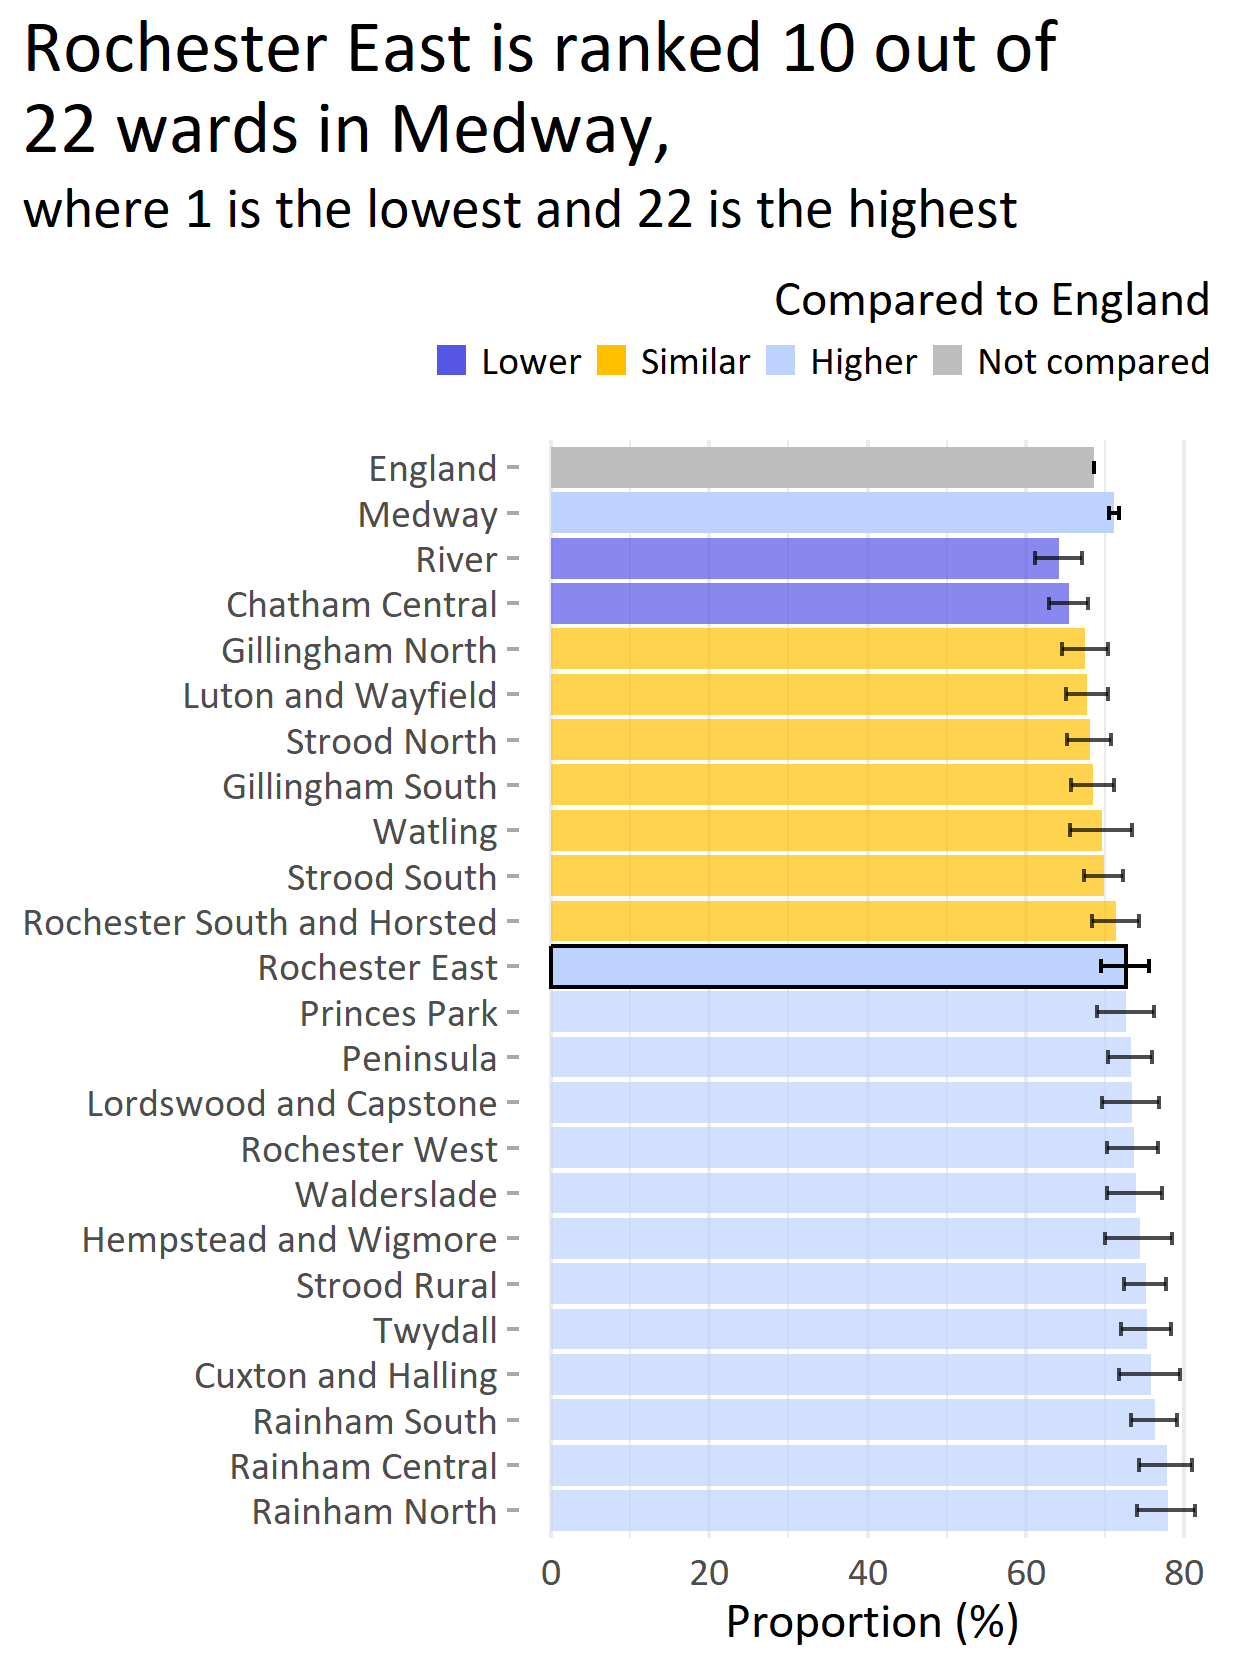 Rochester East is ranked 10 out of
22 wards in Medway,
where 1 is the lowest and 22 is the highest
Compared to England
Lower Similar Higher Not compared
England
Medway
River
Chatham Central
Gillingham North
Luton and Wayfield
Strood North
Gillingham South
Watling
Strood South
Rochester South and Horsted
Rochester East
Princes Park
Peninsula
Lordswood and Capstone
Rochester West
Walderslade
Hempstead and Wigmore
Strood Rural
Twydall
Cuxton and Halling
Rainham South
Rainham Central
Rainham North
0 20 40 60 80
Proportion (%)